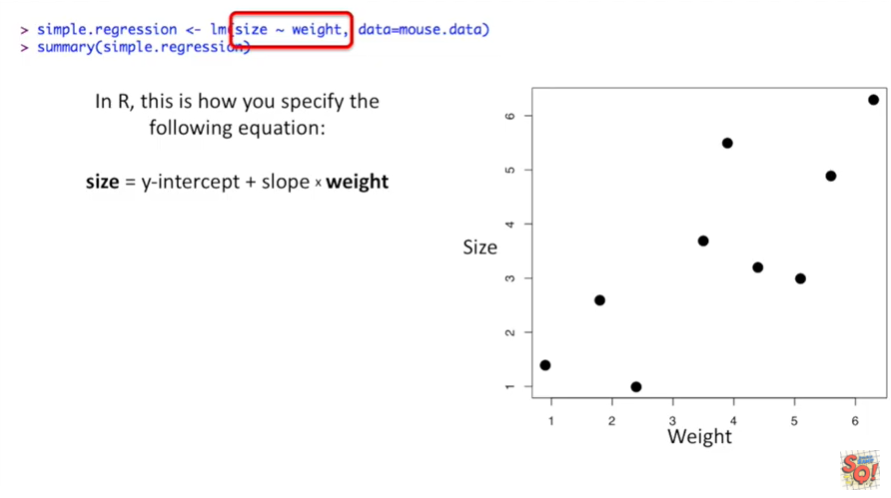 > simple.regression <- lm(size ~ weight, data=mouse.data)
> summary(simple.regression)
In R, this is how you specify the
following equation:
size = y-intercept + slope x weight
Size
6
5
4
3
2
1
1 2 3 4 5 6
Weight
SQ!